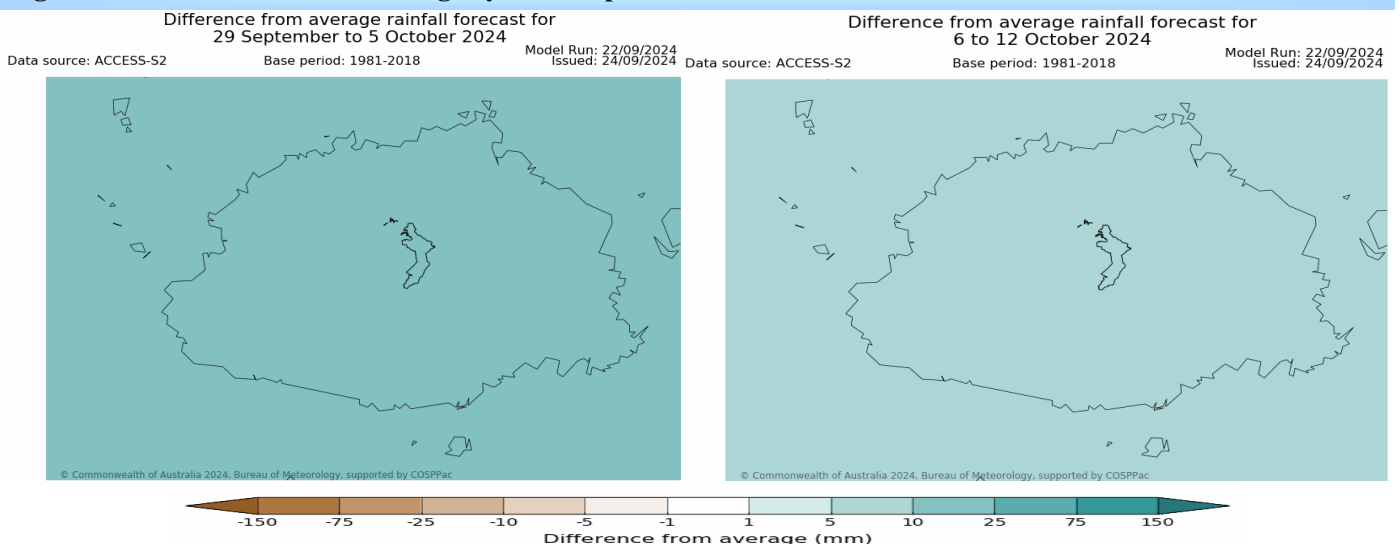 Difference from average rainfall forecast for
29 September to 5 October 2024
Model Run: 22/09/2024
Data source: ACCESS-S2 Base period: 1981-2018 Issued: 24/09/2024
© Commonwealth of Australia 2024, Bureau of Meteorology, supported by COSPPac
Difference from average rainfall forecast for
6 to 12 October 2024
Model Run: 22/09/2024
Data source: ACCESS-S2 Base period: 1981-2018 Issued: 24/09/2024
© Commonwealth of Australia 2024, Bureau of Meteorology, supported by COSPPac
-150 -75 -25 -10 -5 -1 1 5 10 25 75 150
Difference from average (mm)